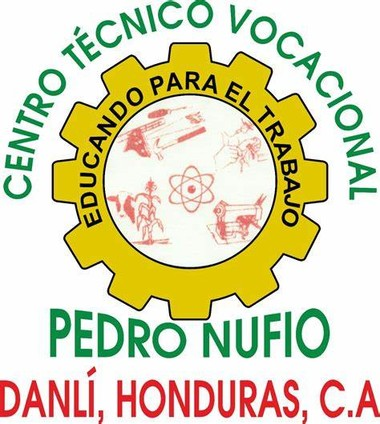 CENTRO TÉCNICO VOCACIONAL
EDUCANDO PARA EL TRABAJO
PEDRO NUFIO
DANLÍ, HONDURAS, C.A